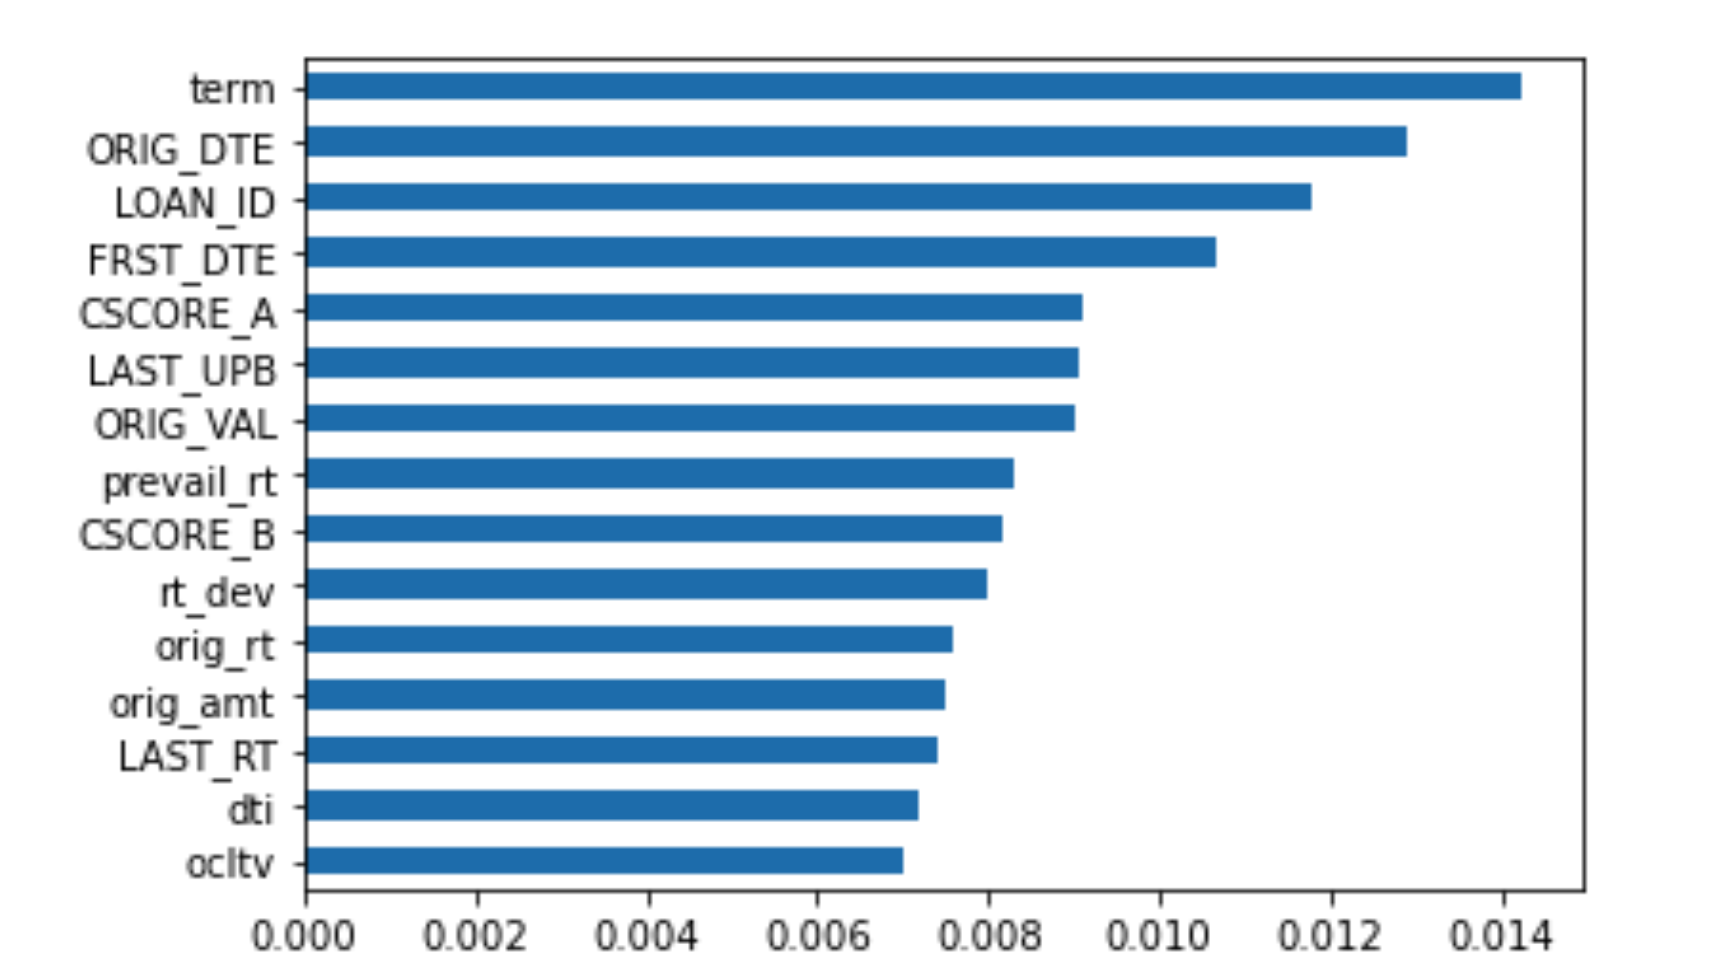 term
ORIG_DTE
LOAN_ID
FRST_DTE
CSCORE_A
LAST_UPB
ORIG_VAL
prevail_rt
CSCORE_B
rt_dev
orig_rt
orig_amt
LAST_RT
dti
ocltv
0.000 0.002 0.004 0.006 0.008 0.010 0.012 0.014